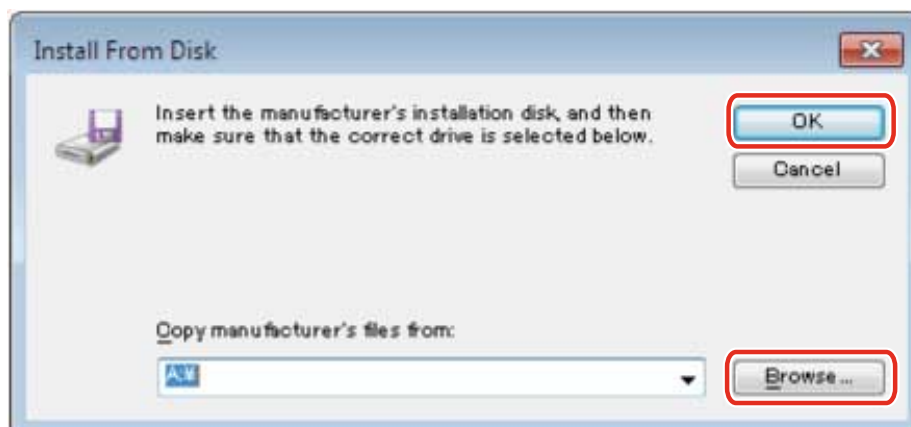 Install From Disk
Insert the manufacturer's installation disk, and then
make sure that the correct drive is selected below.
OK
Cancel
Copy manufacturer's files from:
A:¥
Browse...